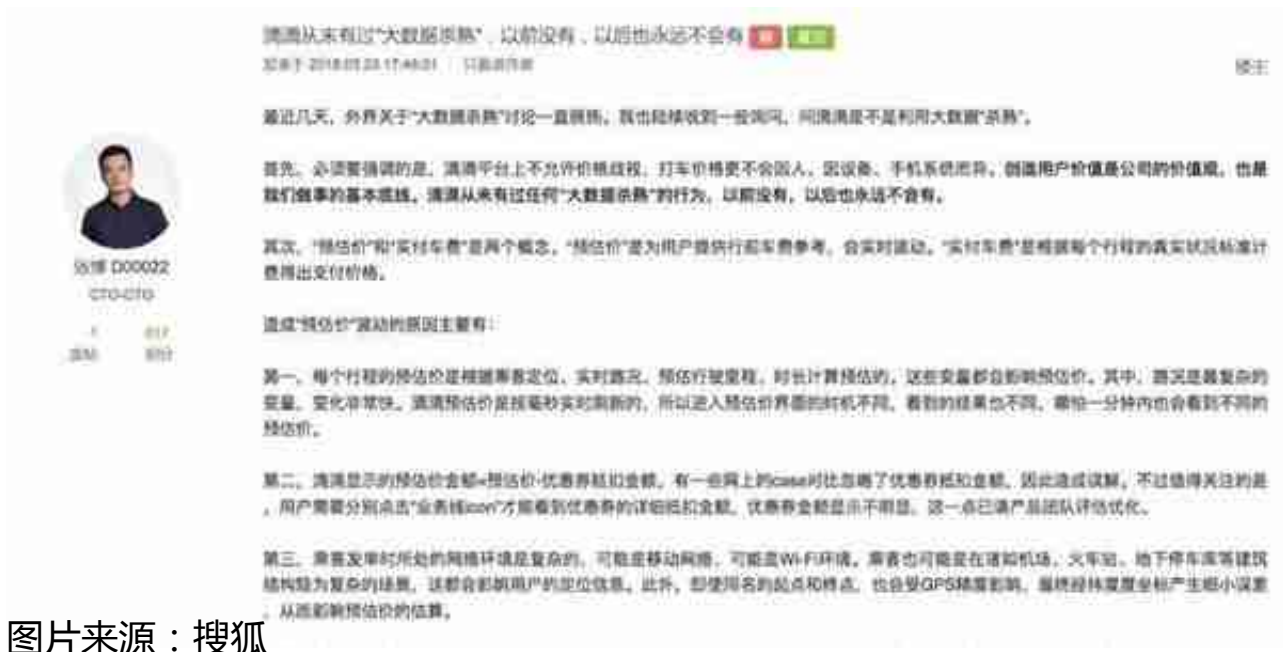 滴滴从未有过“大数据杀熟”，以前没有，以后也永远不会有
发表于 2018.03.23 17:46:01 只看该作者
楼主
最近几天，外界关于“大数据杀熟”讨论一直很热。我也陆续收到一些询问，问滴滴是不是利用大数据“杀熟”。
首先，必须要强调的是，滴滴平台上不允许价格歧视，打车价格更不会因人、因设备、手机系统而异。创造用户价值是公司的价值观，也是
我们做事的基本底线。滴滴从来有过任何“大数据杀熟”的行为，以前没有，以后也永远不会有。
其次，“预估价”和“实付车费”是两个概念，“预估价”是为用户提供行前车费参考，会实时波动。“实付车费”是根据每个行程的真实状况标准计
费得出支付价格。
张博 D00022
CTO-CTO
造成“预估价”波动的原因主要有：
第一，每个行程的预估价是根据乘客定位、实时路况、预估行驶里程、时长计算预估的，这些变量都会影响预估价。其中，路况是最复杂的
变量，变化非常快。滴滴预估价是按毫秒实时刷新的，所以进入预估价界面的时机不同，看到的结果也不同，哪怕一分钟内也会看到不同的
预估价。
第二，滴滴显示的预估价金额=预估价-优惠券抵扣金额，有一些网上的case对比忽略了优惠券抵扣金额，因此造成误解。不过值得关注的是
，用户需要分别点击“业务线icon”才能看到优惠券的详细抵扣金额，优惠券金额显示不明显，这一点已请产品团队评估优化。
第三，乘客发单时所处的网络环境是复杂的，可能是移动网络，可能是Wi-Fi环境。乘客也可能是在诸如机场、火车站、地下停车库等建筑
结构较为复杂的场景，这都会影响用户的定位信息。此外，即使同名的起点和终点，也会受GPS精度影响，最终经纬度度坐标产生细小误差
，从而影响预估价的估算。
图片来源：搜狐